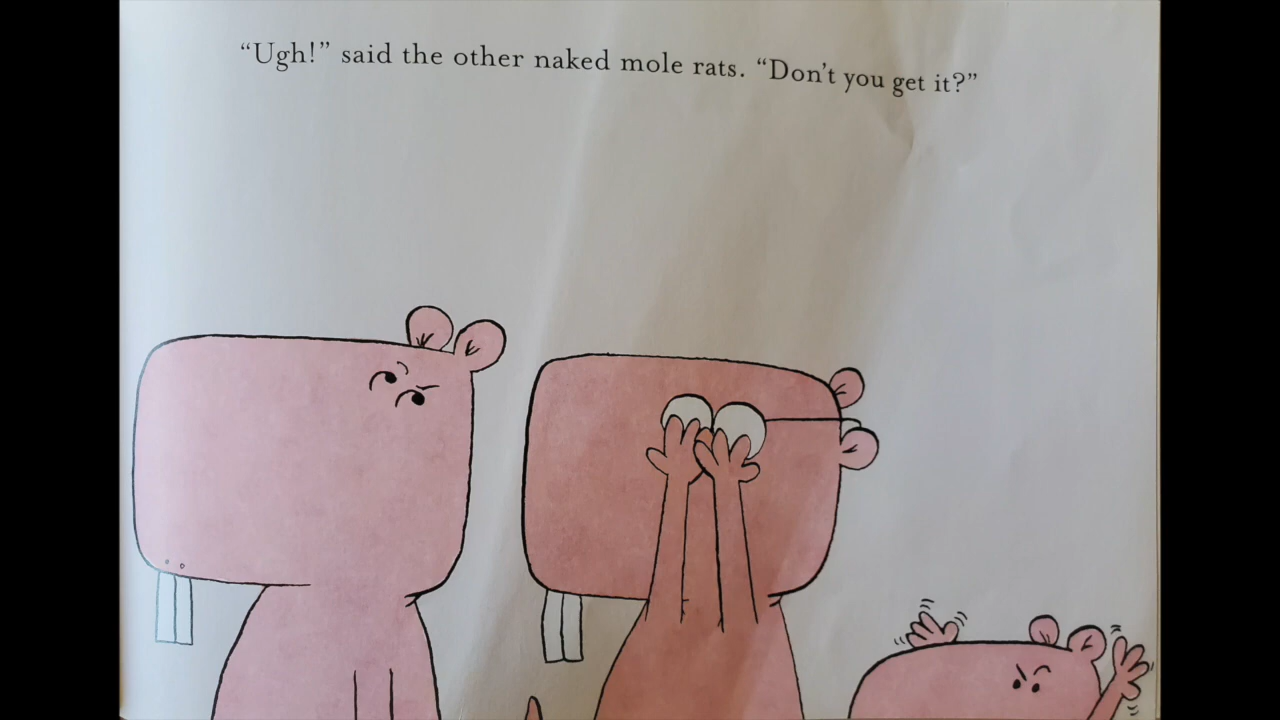 “Ugh!” said the other naked mole rats. “Don’t you get it?”